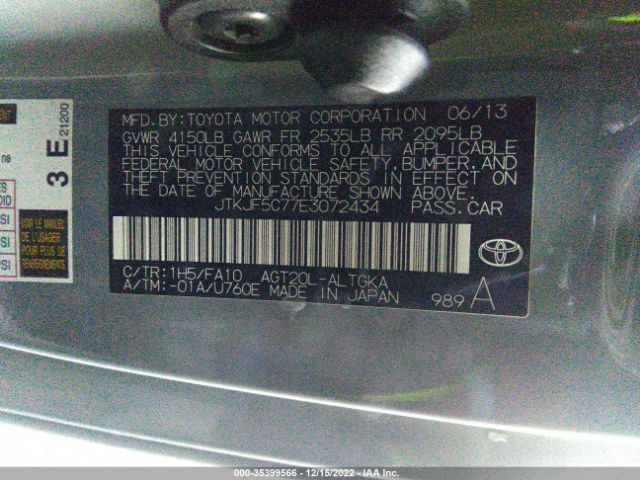 MFD.BY:TOYOTA MOTOR CORPORATION 06/13
GVWR 4150LB GAWR FR 2535LB RR 2095LB
THIS VEHICLE CONFORMS TO ALL APPLICABLE
FEDERAL MOTOR VEHICLE SAFETY, BUMPER, AND
THEFT PREVENTION STANDARDS IN EFFECT ON
THE DATE OF MANUFACTURE SHOWN ABOVE.
JTKJF5C77E3072434 PASS.CAR
C/TR:1H5/FA10 AGT20L-ALTGKA
A/TM:-01A/U760E MADE IN JAPAN
989 A
3 E 21200
000-35399566 - 12/15/2022 - IAAI.com